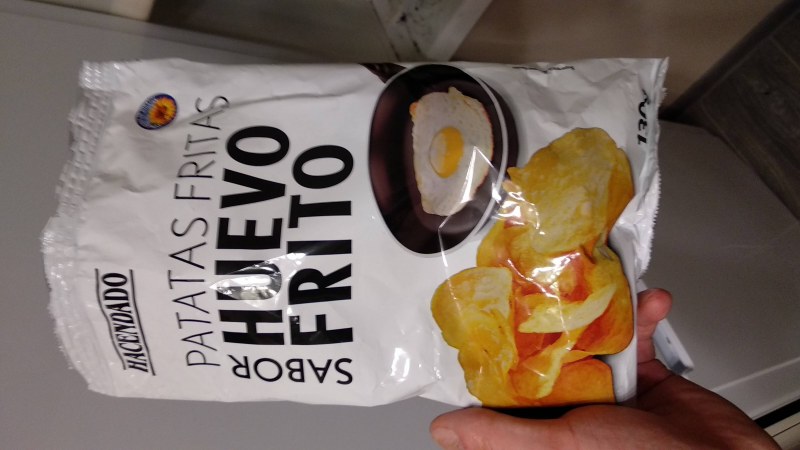 HACENDADO
PATATAS FRITAS
SABOR HUEVO
FRITO